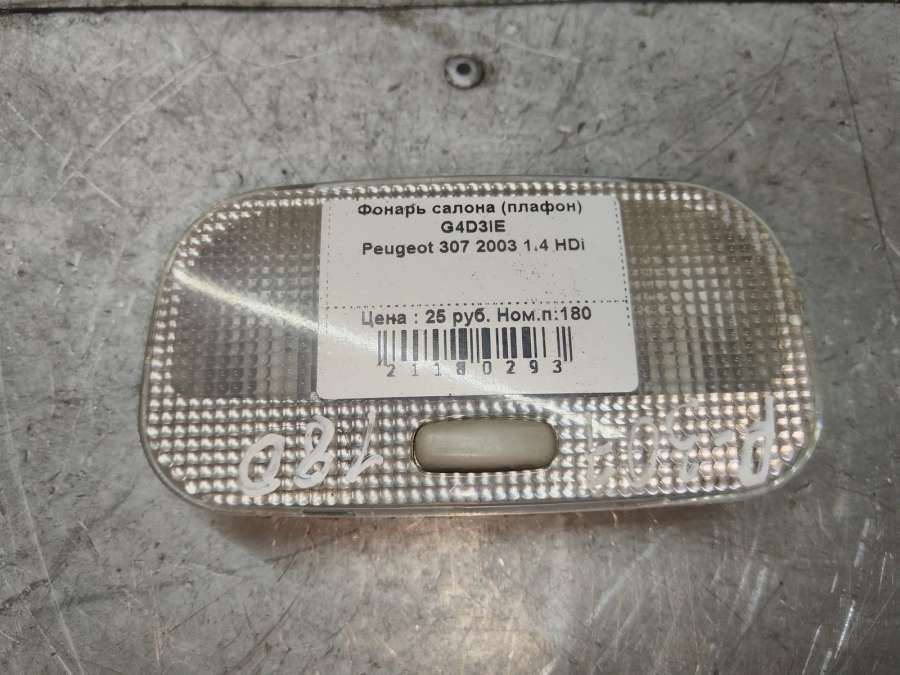 Фонарь салона (плафон)
G4D3IE
Peugeot 307 2003 1.4 HDi
Цена : 25 руб. Ном.п:180
21180293
180
P-307